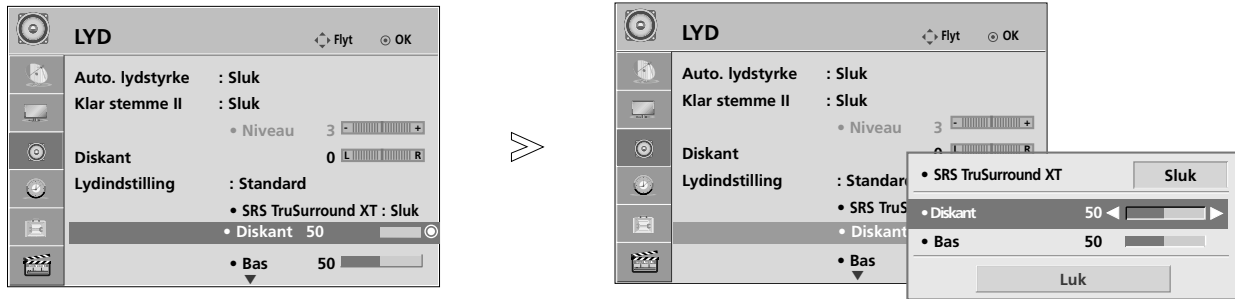 LYD
Flyt OK
Auto. lydstyrke : Sluk
Klar stemme II : Sluk
• Niveau 3 - +
Diskant 0 L R
Lydindstilling : Standard
• SRS TruSurround XT : Sluk
• Diskant 50
• Bas 50
LYD
Flyt OK
Auto. lydstyrke : Sluk
Klar stemme II : Sluk
• Niveau 3 - +
Diskant 0 L R
Lydindstilling : Standar
• SRS TruS
• Diskant
• Bas
• SRS TruSurround XT Sluk
• Diskant 50
• Bas 50
Luk